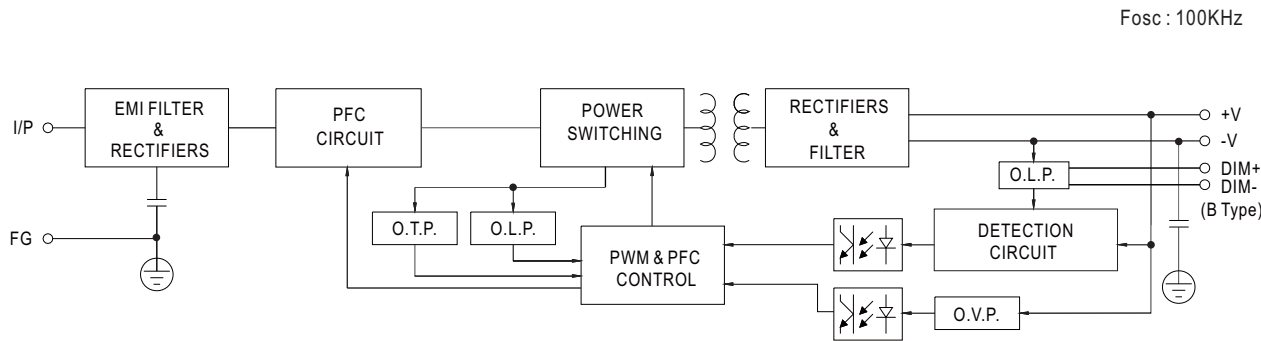 Fosc : 100KHz
I/P
EMI FILTER
&
RECTIFIERS
PFC
CIRCUIT
POWER
SWITCHING
RECTIFIERS
&
FILTER
+V
-V
DIM+
DIM-
(B Type)
O.L.P.
FG
O.T.P.
O.L.P.
PWM & PFC
CONTROL
DETECTION
CIRCUIT
O.V.P.